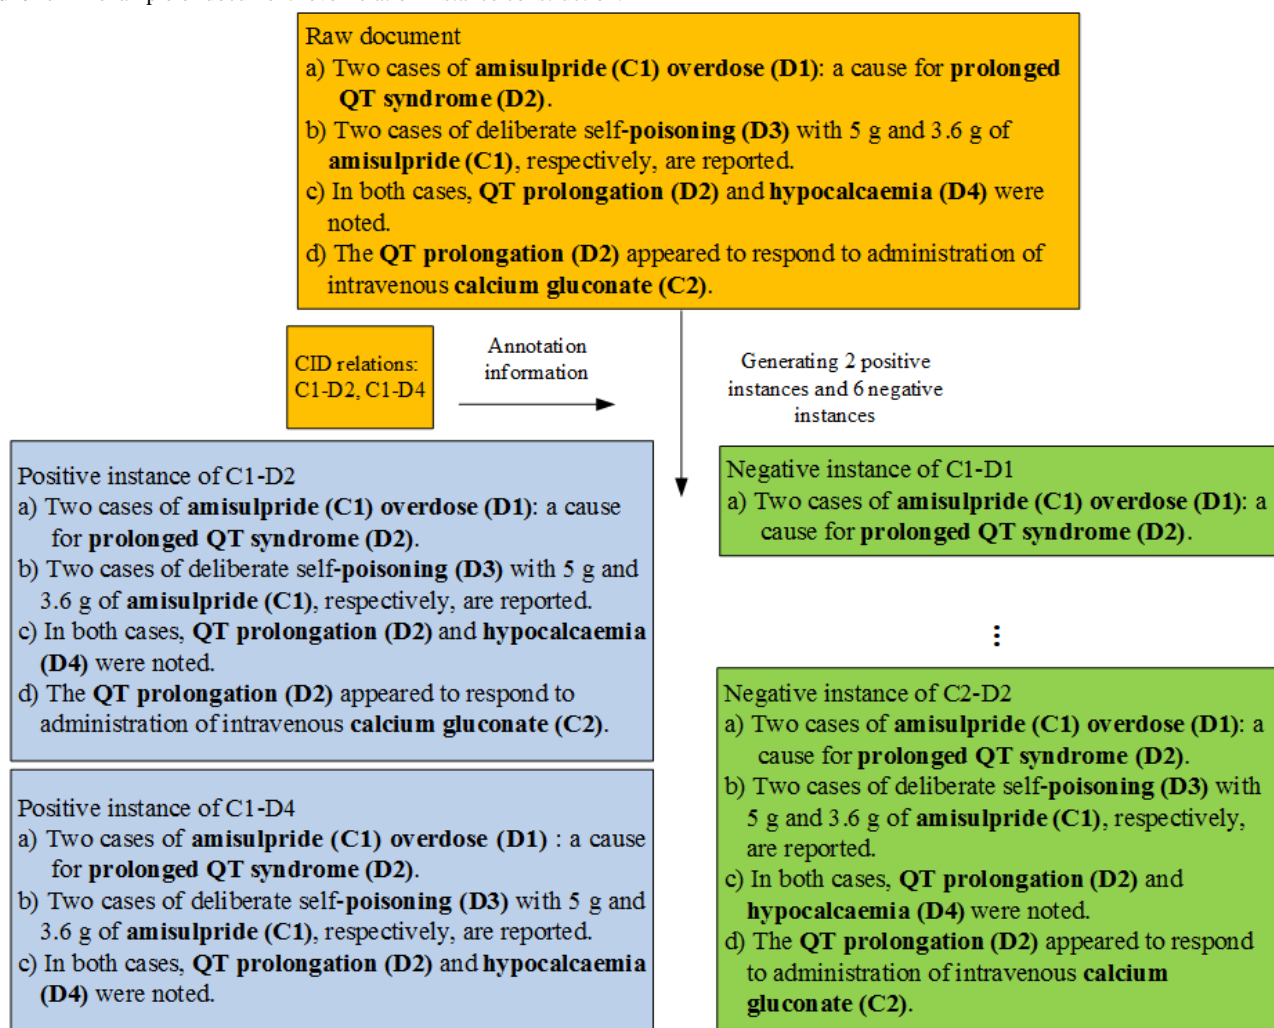 Raw document
a) Two cases of amisulpride (C1) overdose (D1): a cause for prolonged
QT syndrome (D2).
b) Two cases of deliberate self-poisoning (D3) with 5 g and 3.6 g of
amisulpride (C1), respectively, are reported.
c) In both cases, QT prolongation (D2) and hypocalcaemia (D4) were
noted.
d) The QT prolongation (D2) appeared to respond to administration of
intravenous calcium gluconate (C2).
CID relations:
C1-D2, C1-D4
Annotation
information
Generating 2 positive
instances and 6 negative
instances
Positive instance of C1-D2
a) Two cases of amisulpride (C1) overdose (D1): a cause
for prolonged QT syndrome (D2).
b) Two cases of deliberate self-poisoning (D3) with 5 g and
3.6 g of amisulpride (C1), respectively, are reported.
c) In both cases, QT prolongation (D2) and hypocalcaemia
(D4) were noted.
d) The QT prolongation (D2) appeared to respond to
administration of intravenous calcium gluconate (C2).
Positive instance of C1-D4
a) Two cases of amisulpride (C1) overdose (D1) : a cause
for prolonged QT syndrome (D2).
b) Two cases of deliberate self-poisoning (D3) with 5 g and
3.6 g of amisulpride (C1), respectively, are reported.
c) In both cases, QT prolongation (D2) and hypocalcaemia
(D4) were noted.
Negative instance of C1-D1
a) Two cases of amisulpride (C1) overdose (D1): a
cause for prolonged QT syndrome (D2).
⋮
Negative instance of C2-D2
a) Two cases of amisulpride (C1) overdose (D1): a
cause for prolonged QT syndrome (D2).
b) Two cases of deliberate self-poisoning (D3) with
5 g and 3.6 g of amisulpride (C1), respectively,
are reported.
c) In both cases, QT prolongation (D2) and
hypocalcaemia (D4) were noted.
d) The QT prolongation (D2) appeared to respond
to administration of intravenous calcium
gluconate (C2).